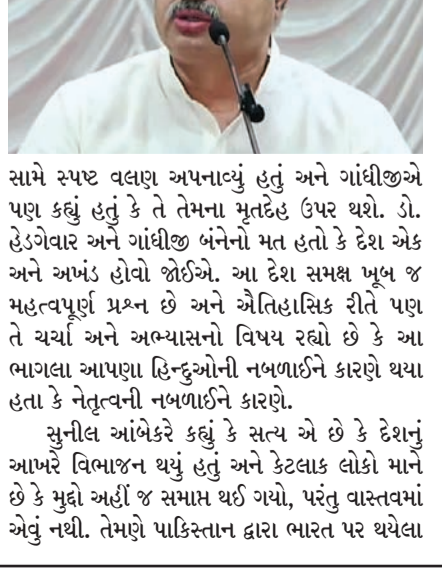 સામે સ્પષ્ટ વલણ અપનાવ્યું હતું અને ગાંધીજીએ
પણ કહ્યું હતું કે તે તેમના મૃતદેહ ઉપર થશે. ડો.
હેડગેવાર અને ગાંધીજી બંનેનો મત હતો કે દેશ એક
અને અખંડ હોવો જોઈએ. આ દેશ સમક્ષ ખૂબ જ
મહત્વપૂર્ણ પ્રશ્ન છે અને ઐતિહાસિક રીતે પણ
તે ચર્ચા અને અભ્યાસનો વિષય રહ્યો છે કે આ
ભાગલા આપણા હિન્દુઓની નબળાઈને કારણે થયા
હતા કે નેતૃત્વની નબળાઈને કારણે.
સુનીલ આંબેકરે કહ્યું કે સત્ય એ છે કે દેશનું
આખરે વિભાજન થયું હતું અને કેટલાક લોકો માને
છે કે મુદ્દો અહીં જ સમાપ્ત થઈ ગયો, પરંતુ વાસ્તવમાં
એવું નથી. તેમણે પાકિસ્તાન દ્વારા ભારત પર થયેલા